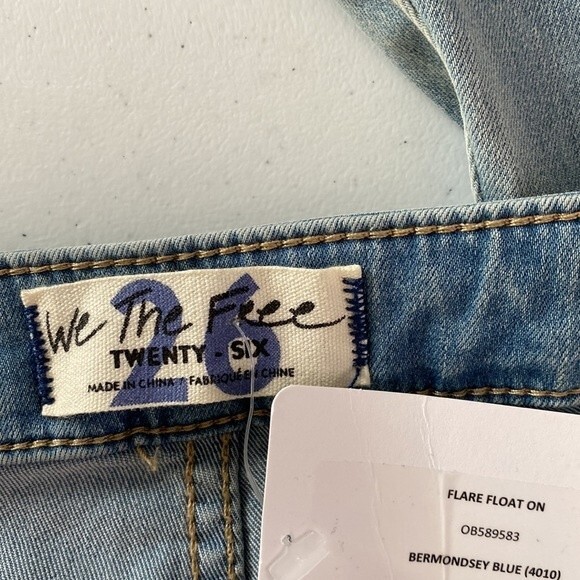 26
We The Free
TWENTY - SIX
MADE IN CHINA / FABRIQUÉ EN CHINE
FLARE FLOAT ON
OB589583
BERMONDSEY BLUE (4010)